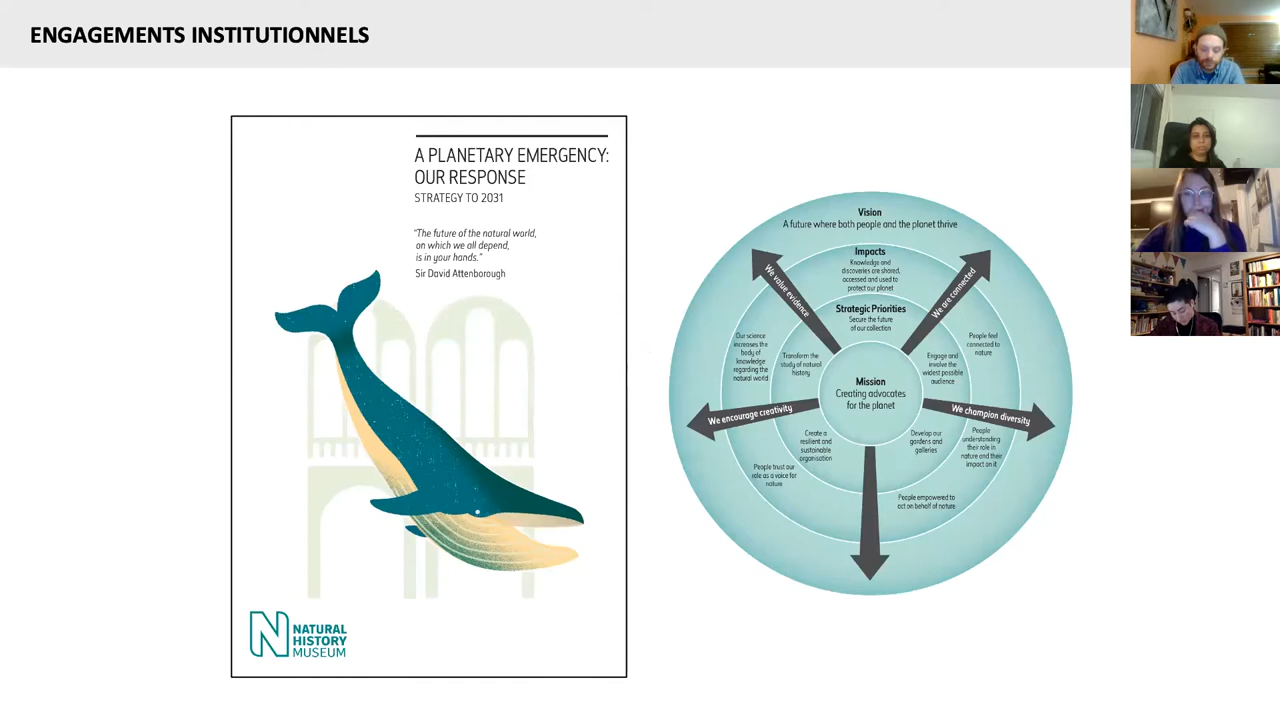 ENGAGEMENTS INSTITUTIONNELS
A PLANETARY EMERGENCY:
OUR RESPONSE
STRATEGY TO 2031
"The future of the natural world,
on which we all depend,
is in your hands."
Sir David Attenborough
NATURAL
HISTORY
MUSEUM
Vision
A future where both people and the planet thrive
Impacts
Knowledge and
discoveries are shared,
accessed and used to
protect our planet
Strategic Priorities
Secure the future
of our collection
We value evidence
We are connected
Our science
increases the
body of
knowledge
regarding the
natural world
Transform the
study of natural
history
Engage and
involve the
widest possible
audience
People feel
connected to
nature
Mission
Creating advocates
for the planet
We encourage creativity
We champion diversity
Create a
resilient and
sustainable
organisation
Develop our
gardens and
galleries
People
understanding
their role in
nature and their
impact on it
People trust our
role as a voice for
nature
People empowered to
act on behalf of nature